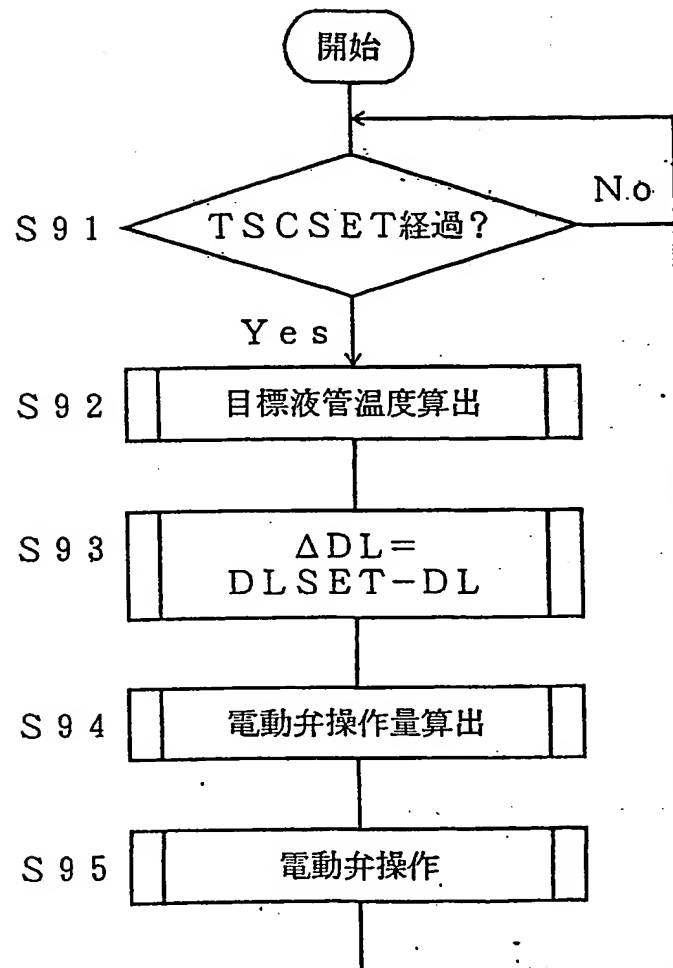 開始
No
S91
TSCSET経過?
Yes
S92
目標液管温度算出
S93
ΔDL=
DLSET-DL
S94
電動弁操作量算出
S95
電動弁操作